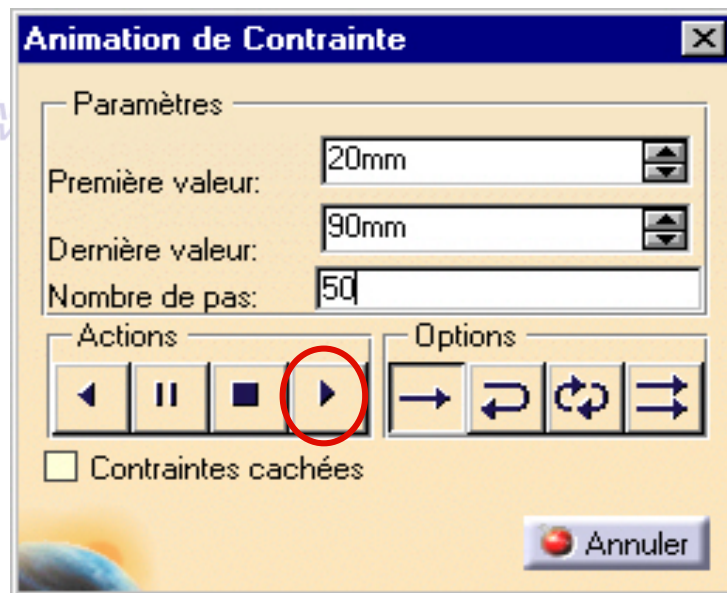 Animation de Contrainte
Paramètres
Première valeur: 20mm
Dernière valeur: 90mm
Nombre de pas: 50
Actions Options
Contraintes cachées
Annuler